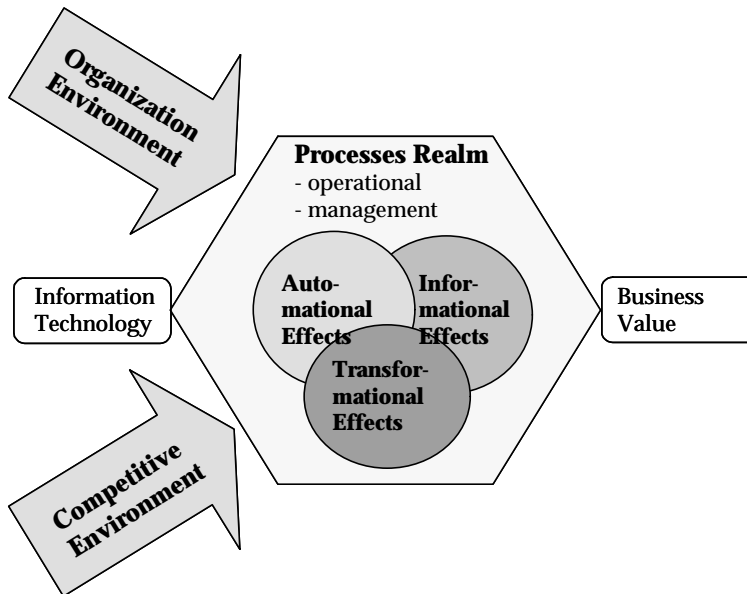 Organization
Environment
Processes Realm
- operational
- management
Auto-
mational
Effects
Infor-
mational
Effects
Transfor-
mational
Effects
Information
Technology
Business
Value
Competitive
Environment